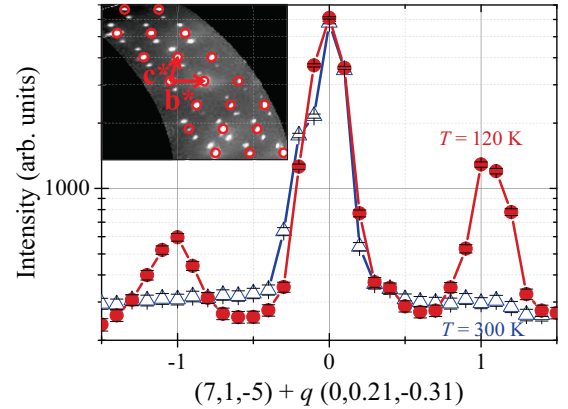 c*
b*
T = 120 K
1000
Intensity (arb. units)
T = 300 K
-1
0
1
(7,1,-5) + q (0,0.21,-0.31)